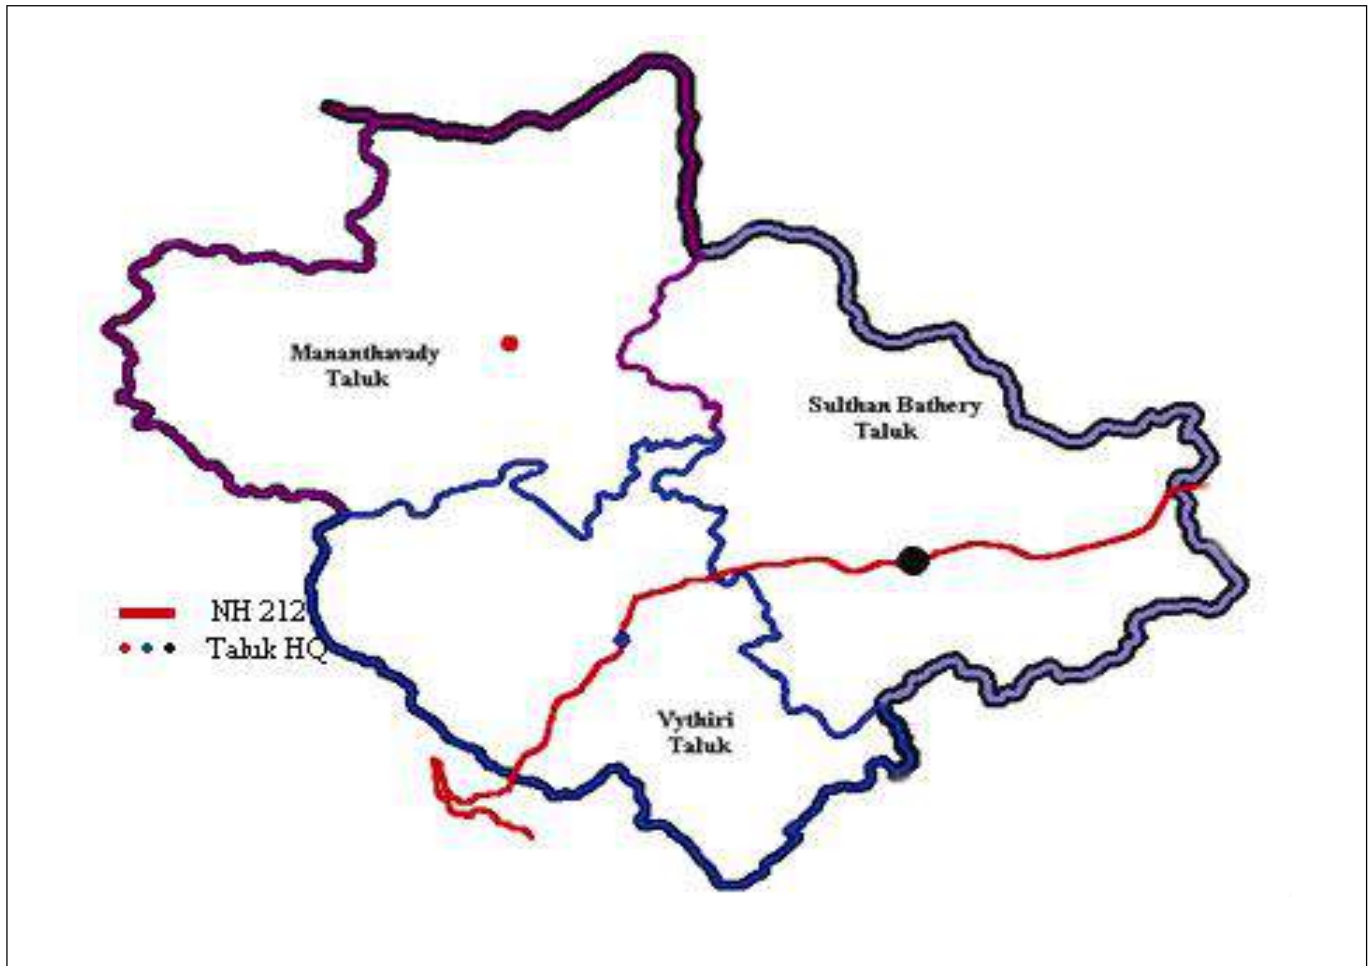 Mananthavady
Taluk
Sulthan Bathery
Taluk
NH 212
Taluk HQ
Vythiri
Taluk